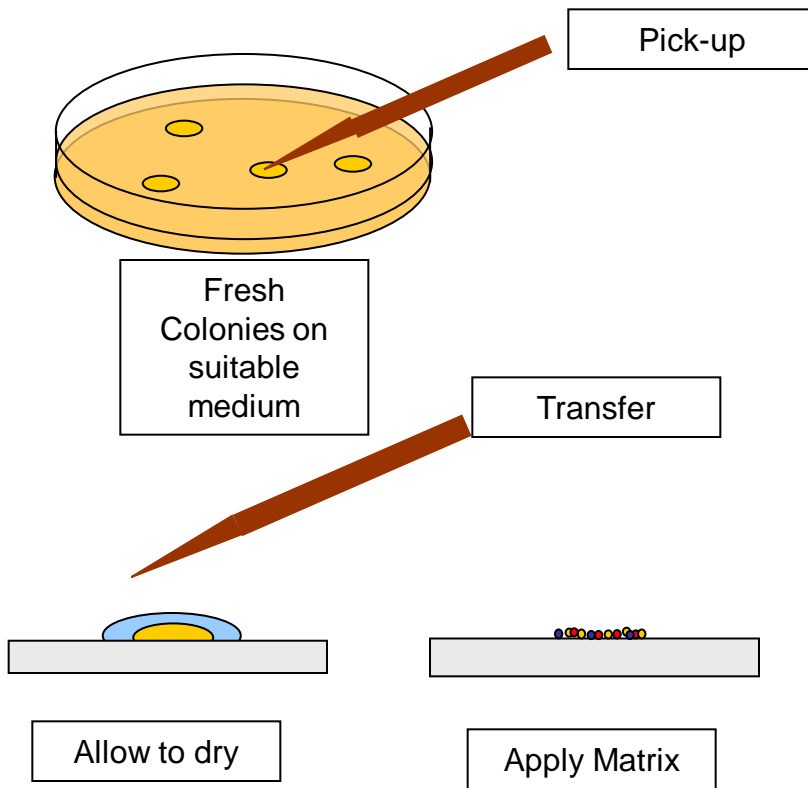 Pick-up
Fresh
Colonies on
suitable
medium
Transfer
Allow to dry
Apply Matrix